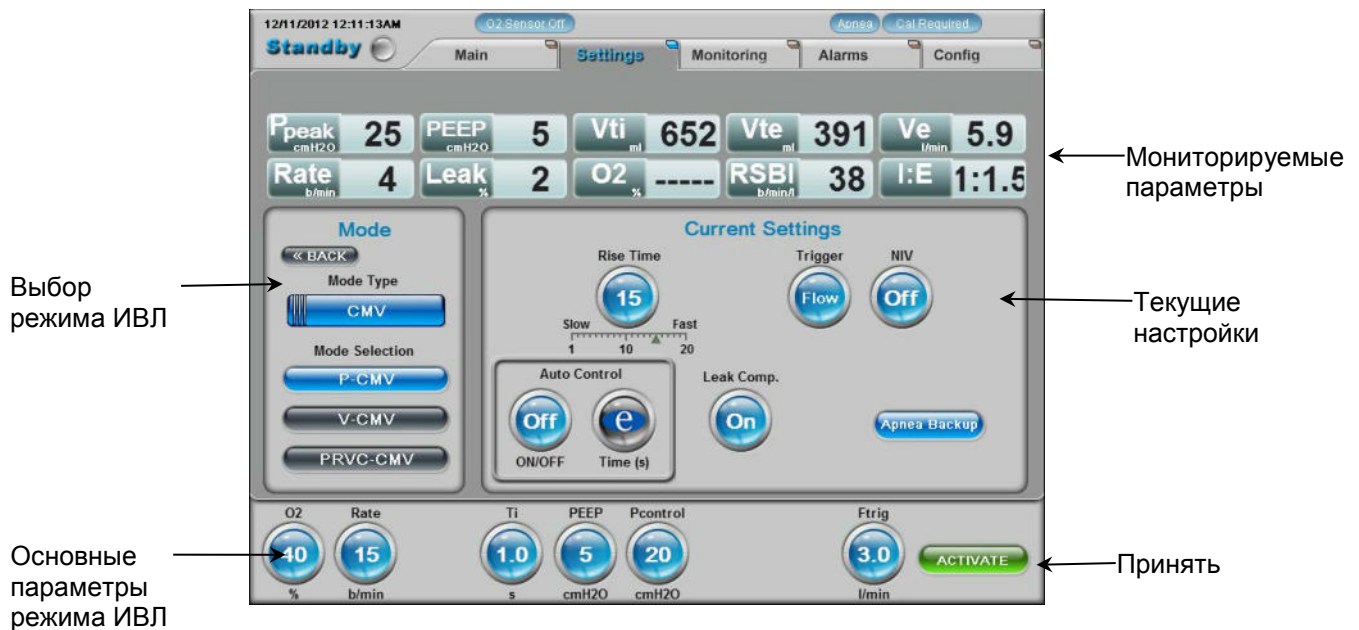 12/11/2012 12:11:13AM O2 Sensor Off Apnea Cal Required
Standby Main Settings Monitoring Alarms Config
Ppeak cmH2O 25 PEEP cmH2O 5 Vti ml 652 Vte ml 391 Ve l/min 5.9
Rate b/min 4 Leak % 2 O2 % ----- RSBI b/min/l 38 I:E 1:1.5
Мониторируемые
параметры
Mode
« BACK
Mode Type
CMV
Mode Selection
P-CMV
V-CMV
PRVC-CMV
Выбор
режима ИВЛ
Current Settings
Rise Time Trigger NIV
15 Flow Off
Slow Fast
1 10 20
Auto Control Leak Comp.
Off e On Apnea Backup
ON/OFF Time (s)
Текущие
настройки
O2 Rate Ti PEEP Pcontrol Ftrig
40 15 1.0 5 20 3.0 ACTIVATE
% b/min s cmH2O cmH2O l/min
Основные
параметры
режима ИВЛ
Принять